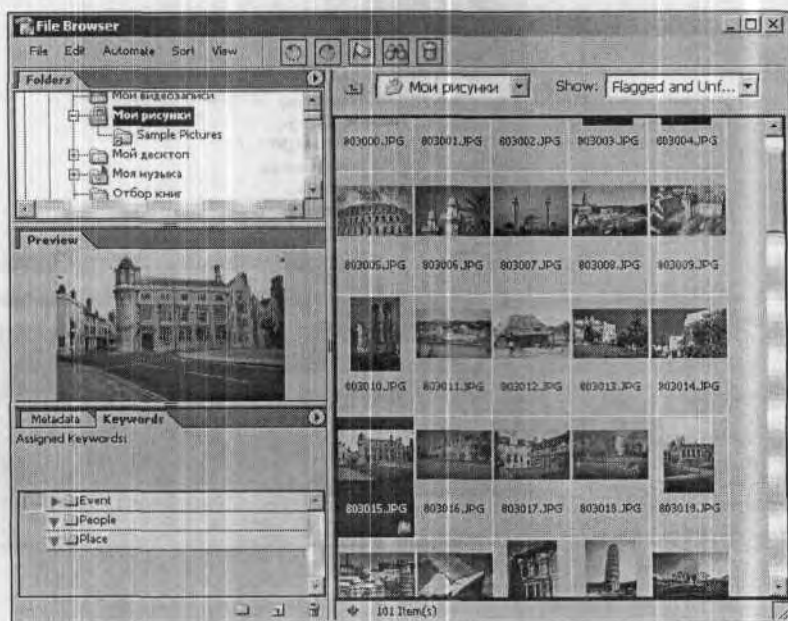 File Browser
File Edit Automate Sort View
Folders
Мои видеозаписи
Мои рисунки
Sample Pictures
Мой десктоп
Моя музыка
Отбор книг
Мои рисунки
Show: Flagged and Unf...
803000.JPG 803001.JPG 803002.JPG 803003.JPG 803004.JPG
803005.JPG 803006.JPG 803007.JPG 803008.JPG 803009.JPG
803010.JPG 803011.JPG 803012.JPG 803013.JPG 803014.JPG
803015.JPG 803016.JPG 803017.JPG 803018.JPG 803019.JPG
Preview
Metadata Keywords
Assigned Keywords:
Event
People
Place
101 Item(s)